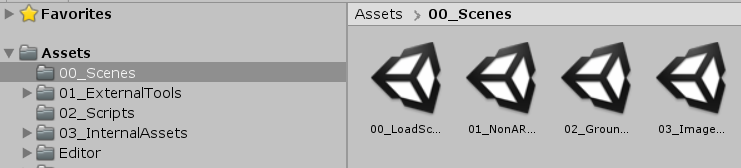 Favorites
Assets
00_Scenes
01_ExternalTools
02_Scripts
03_InternalAssets
Editor
Assets 00_Scenes
00_LoadSc...
01_NonAR...
02_Groun...
03_Image...